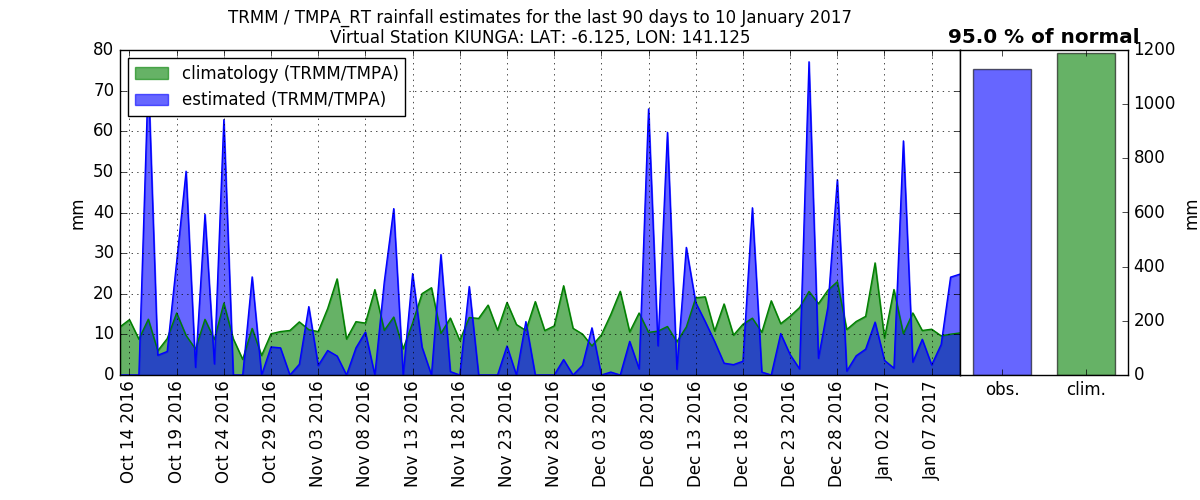 TRMM / TMPA_RT rainfall estimates for the last 90 days to 10 January 2017
Virtual Station KIUNGA: LAT: -6.125, LON: 141.125
95.0 % of normal
climatology (TRMM/TMPA)
estimated (TRMM/TMPA)
mm
80
70
60
50
40
30
20
10
0
Oct 14 2016
Oct 19 2016
Oct 24 2016
Oct 29 2016
Nov 03 2016
Nov 08 2016
Nov 13 2016
Nov 18 2016
Nov 23 2016
Nov 28 2016
Dec 03 2016
Dec 08 2016
Dec 13 2016
Dec 18 2016
Dec 23 2016
Dec 28 2016
Jan 02 2017
Jan 07 2017
obs.
clim.
1200
1000
800
600
400
200
0
mm